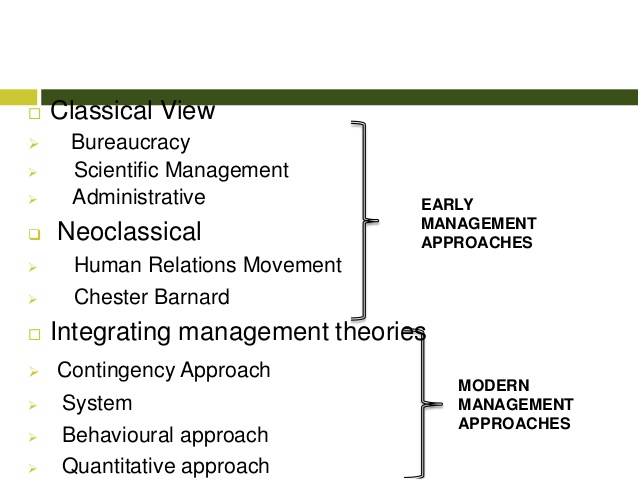 Classical View
Bureaucracy
Scientific Management
Administrative
Neoclassical
Human Relations Movement
Chester Barnard
EARLY
MANAGEMENT
APPROACHES
Integrating management theories
Contingency Approach
System
Behavioural approach
Quantitative approach
MODERN
MANAGEMENT
APPROACHES